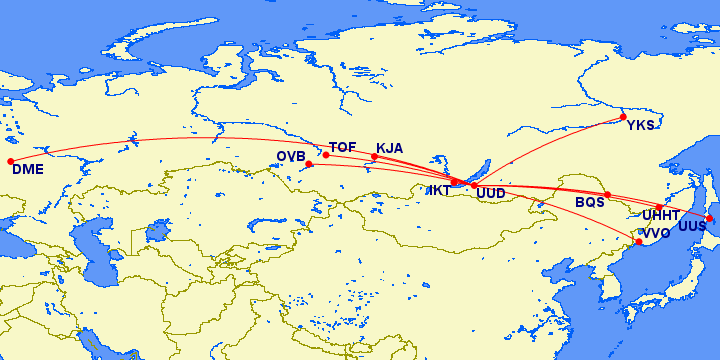 YKS
TOF
KJA
OVB
DME
IKT
UUD
BQS
UHHT
UUS
VVO